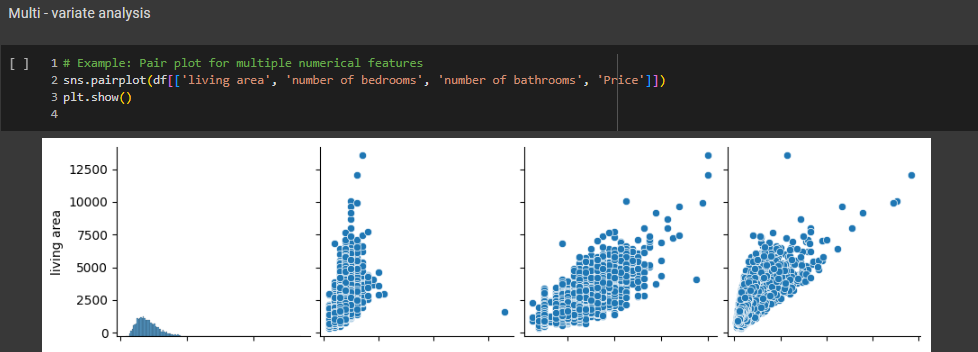 Multi - variate analysis
[ ] 1 # Example: Pair plot for multiple numerical features
2 sns.pairplot(df[['living area', 'number of bedrooms', 'number of bathrooms', 'Price']])
3 plt.show()
4
living area
12500
10000
7500
5000
2500
0